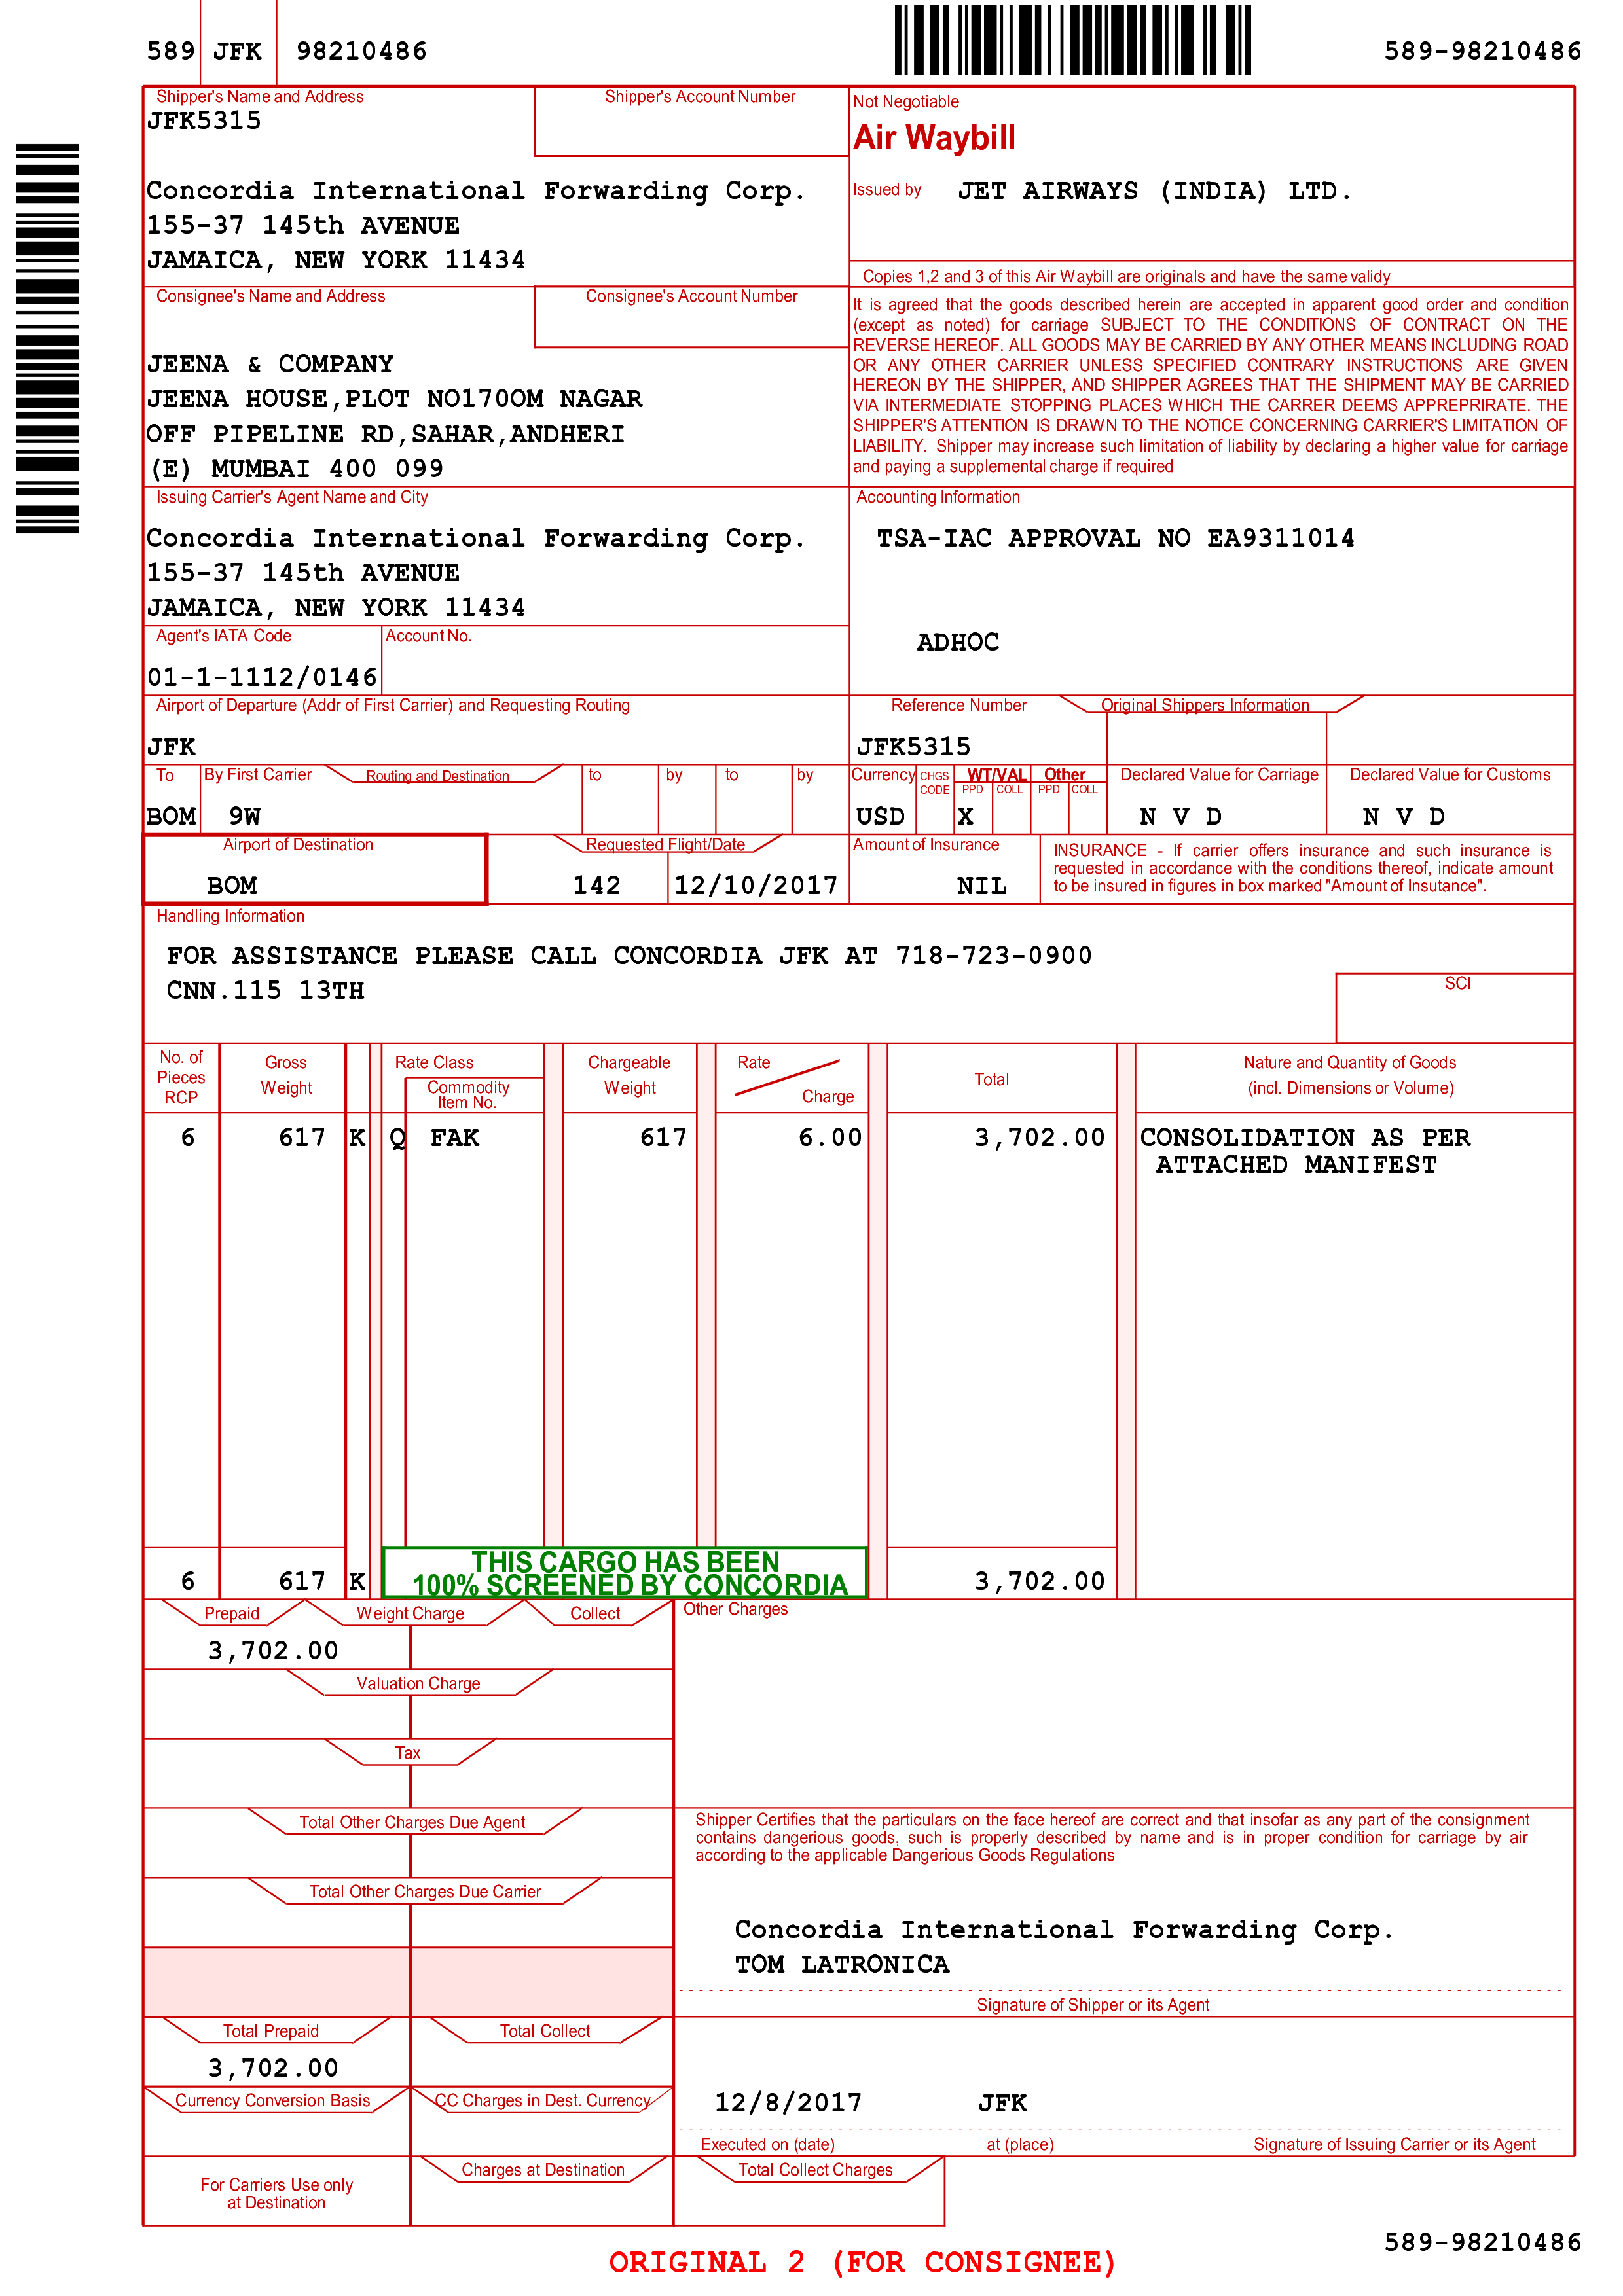 589 JFK 98210486 589-98210486
Shipper's Name and Address Shipper's Account Number
JFK5315
Concordia International Forwarding Corp.
155-37 145th AVENUE
JAMAICA, NEW YORK 11434
Not Negotiable
Air Waybill
Issued by JET AIRWAYS (INDIA) LTD.
Copies 1,2 and 3 of this Air Waybill are originals and have the same validy
Consignee's Name and Address Consignee's Account Number
JEENA & COMPANY
JEENA HOUSE,PLOT NO170OM NAGAR
OFF PIPELINE RD,SAHAR,ANDHERI
(E) MUMBAI 400 099
It is agreed that the goods described herein are accepted in apparent good order and condition
(except as noted) for carriage SUBJECT TO THE CONDITIONS OF CONTRACT ON THE
REVERSE HEREOF. ALL GOODS MAY BE CARRIED BY ANY OTHER MEANS INCLUDING ROAD
OR ANY OTHER CARRIER UNLESS SPECIFIED CONTRARY INSTRUCTIONS ARE GIVEN
HEREON BY THE SHIPPER, AND SHIPPER AGREES THAT THE SHIPMENT MAY BE CARRIED
VIA INTERMEDIATE STOPPING PLACES WHICH THE CARRER DEEMS APPREPRIRATE. THE
SHIPPER'S ATTENTION IS DRAWN TO THE NOTICE CONCERNING CARRIER'S LIMITATION OF
LIABILITY. Shipper may increase such limitation of liability by declaring a higher value for carriage
and paying a supplemental charge if required
Issuing Carrier's Agent Name and City
Concordia International Forwarding Corp.
155-37 145th AVENUE
JAMAICA, NEW YORK 11434
Accounting Information
TSA-IAC APPROVAL NO EA9311014
ADHOC
Agent's IATA Code Account No.
01-1-1112/0146
Airport of Departure (Addr of First Carrier) and Requesting Routing
JFK
Reference Number Original Shippers Information
JFK5315
To By First Carrier Routing and Destination to by to by
BOM 9W
Currency CHGS CODE WT/VAL PPD COLL Other PPD COLL Declared Value for Carriage Declared Value for Customs
USD X N V D N V D
Airport of Destination Requested Flight/Date
BOM 142 12/10/2017
Amount of Insurance
NIL
INSURANCE - If carrier offers insurance and such insurance is
requested in accordance with the conditions thereof, indicate amount
to be insured in figures in box marked "Amount of Insutance".
Handling Information
FOR ASSISTANCE PLEASE CALL CONCORDIA JFK AT 718-723-0900
CNN.115 13TH
SCI
No. of Pieces RCP
Gross Weight
Rate Class
Commodity Item No.
Chargeable Weight
Rate Charge
Total
Nature and Quantity of Goods
(incl. Dimensions or Volume)
6 617 K Q FAK 617 6.00 3,702.00 CONSOLIDATION AS PER
ATTACHED MANIFEST
THIS CARGO HAS BEEN
100% SCREENED BY CONCORDIA
6 617 K 3,702.00
Prepaid Weight Charge Collect
3,702.00
Other Charges
Valuation Charge
Tax
Total Other Charges Due Agent
Total Other Charges Due Carrier
Shipper Certifies that the particulars on the face hereof are correct and that insofar as any part of the consignment
contains dangerous goods, such is properly described by name and is in proper condition for carriage by air
according to the applicable Dangerous Goods Regulations
Concordia International Forwarding Corp.
TOM LATRONICA
Signature of Shipper or its Agent
Total Prepaid Total Collect
3,702.00
Currency Conversion Basis CC Charges in Dest. Currency
12/8/2017 JFK
Executed on (date) at (place) Signature of Issuing Carrier or its Agent
For Carriers Use only
at Destination
Charges at Destination Total Collect Charges
589-98210486
ORIGINAL 2 (FOR CONSIGNEE)